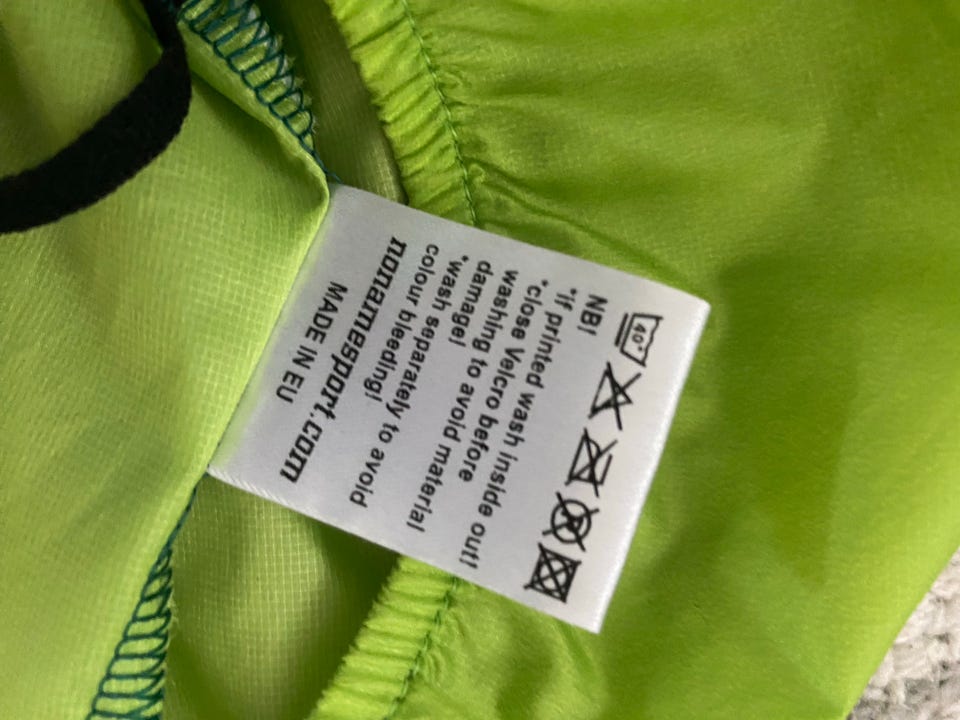 40°
NB!
*if printed wash inside out!
*close Velcro before
washing to avoid material
damage!
*wash separately to avoid
colour bleeding!
nonamesport.com
MADE IN EU